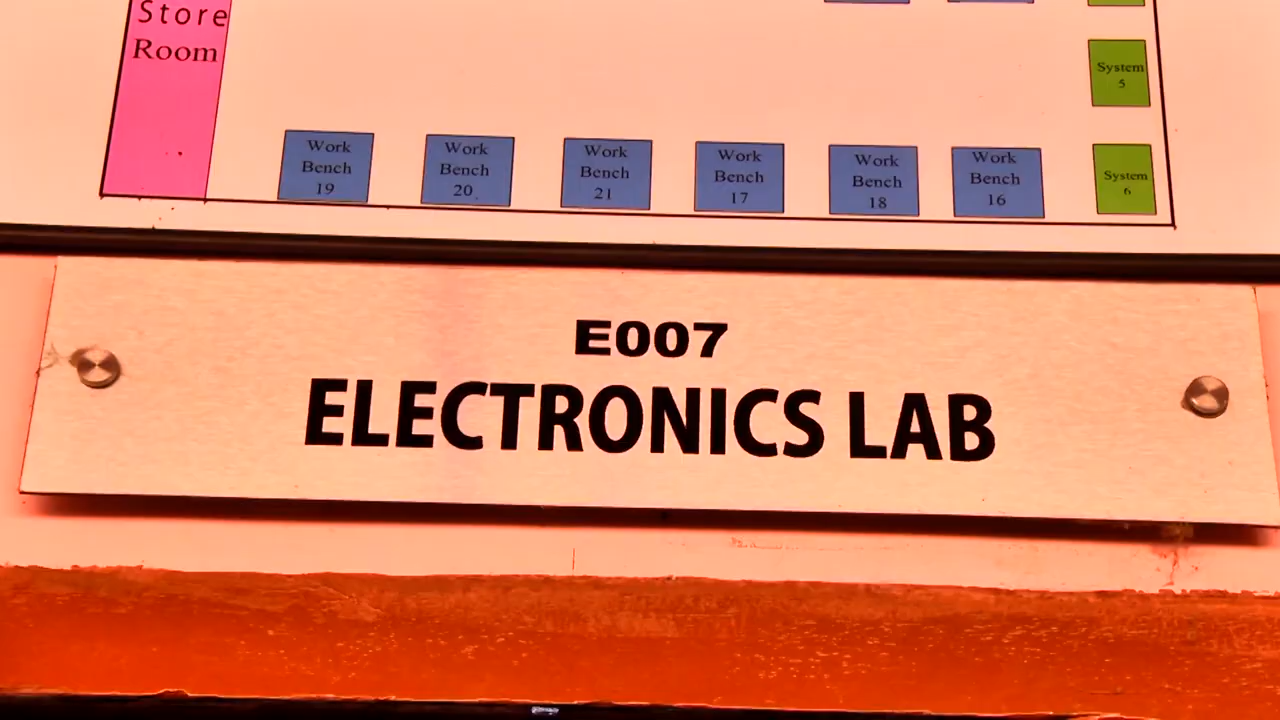 Store
Room
System
5
Work
Bench
19
Work
Bench
20
Work
Bench
21
Work
Bench
17
Work
Bench
18
Work
Bench
16
System
6
E007
ELECTRONICS LAB